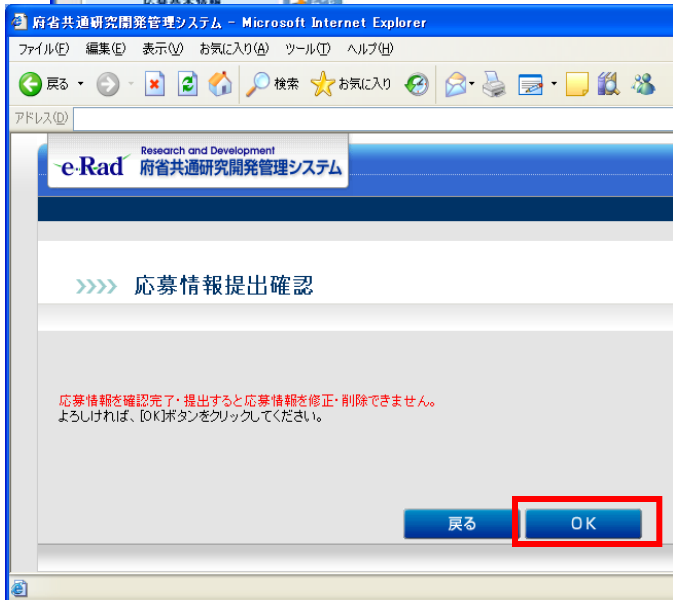 府省共通研究開発管理システム - Microsoft Internet Explorer
ファイル(F) 編集(E) 表示(V) お気に入り(A) ツール(T) ヘルプ(H)
戻る 検索 お気に入り
アドレス(D)
e-Rad Research and Development
府省共通研究開発管理システム
>>>> 応募情報提出確認
応募情報を確認完了・提出すると応募情報を修正・削除できません。
よろしければ、[OK]ボタンをクリックしてください。
戻る OK